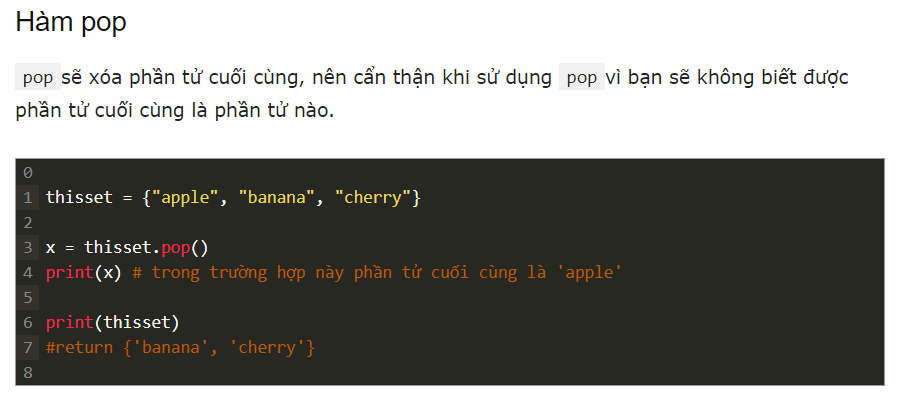 Hàm pop
pop sẽ xóa phần tử cuối cùng, nên cẩn thận khi sử dụng pop vì bạn sẽ không biết được
phần tử cuối cùng là phần tử nào.
0
1 thisset = {"apple", "banana", "cherry"}
2
3 x = thisset.pop()
4 print(x) # trong trường hợp này phần tử cuối cùng là 'apple'
5
6 print(thisset)
7 #return {'banana', 'cherry'}
8